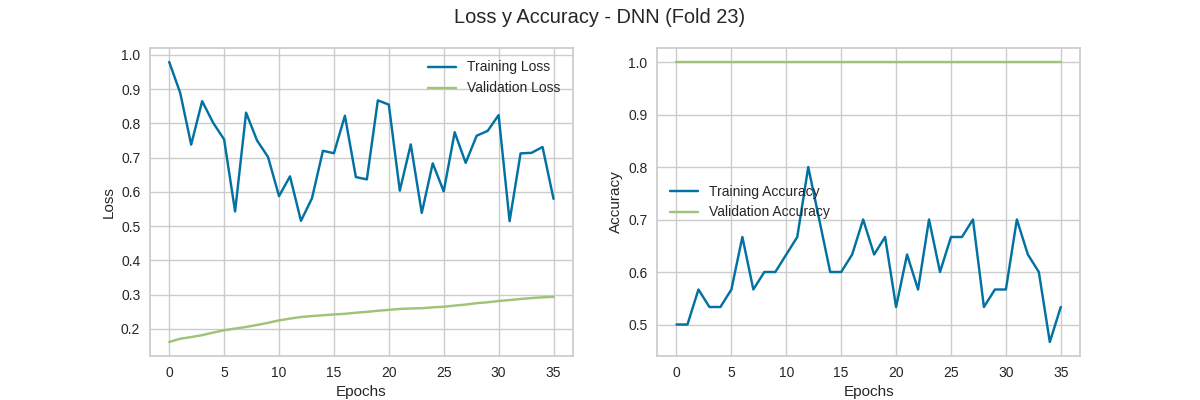 Loss y Accuracy - DNN (Fold 23)
1.0
0.9
0.8
0.7
0.6
0.5
0.4
0.3
0.2
Loss
Training Loss
Validation Loss
0 5 10 15 20 25 30 35
Epochs
1.0
0.9
0.8
0.7
0.6
0.5
Accuracy
Training Accuracy
Validation Accuracy
0 5 10 15 20 25 30 35
Epochs